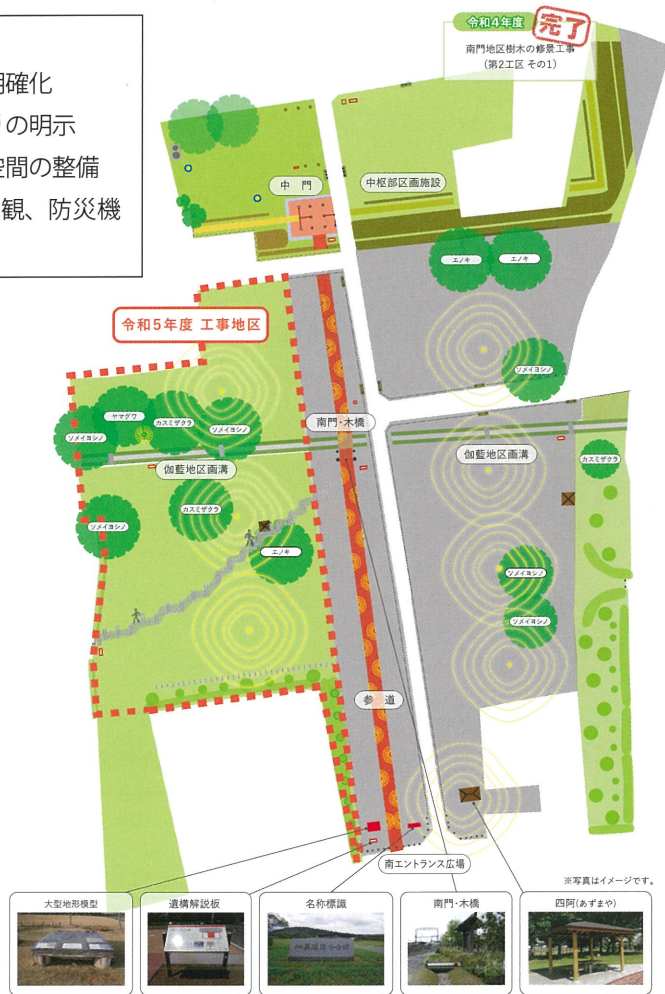 明確化
の明示
空間の整備
観、防災機
令和4年度
完了
南門地区樹木の修景工事
(第2工区 その1)
中門
中枢部区画施設
エノキ
エノキ
令和5年度 工事地区
ソメイヨシノ
ヤマグワ
カスミザクラ
ソメイヨシノ
ソメイヨシノ
南門・木橋
伽藍地区画溝
伽藍地区画溝
カスミザクラ
カスミザクラ
ソメイヨシノ
エノキ
ソメイヨシノ
ソメイヨシノ
参道
南エントランス広場
※写真はイメージです。
大型地形模型
遺構解説板
名称標識
南門・木橋
四阿(あずまや)